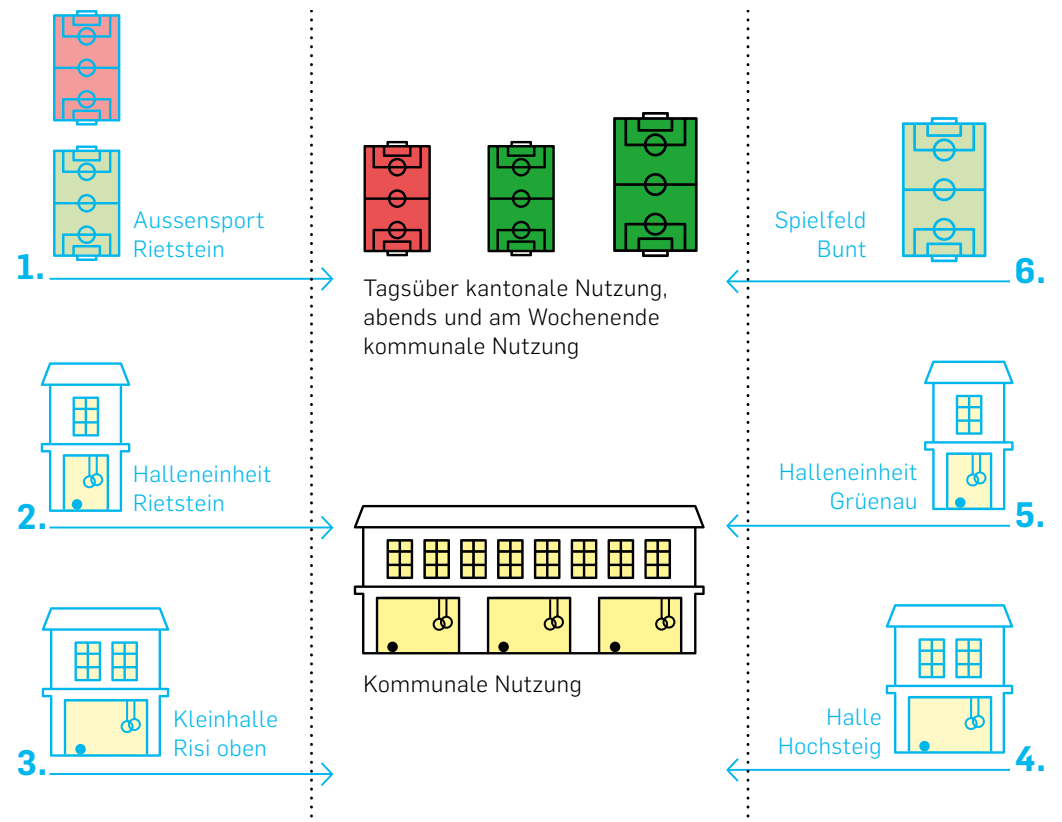 Aussensport
Rietstein
1.
Halleneinheit
Rietstein
2.
Kleinhalle
Risi oben
3.
Tagsüber kantonale Nutzung,
abends und am Wochenende
kommunale Nutzung
Kommunale Nutzung
Spielfeld
Bunt
6.
Halleneinheit
Grüenau
5.
Halle
Hochsteig
4.